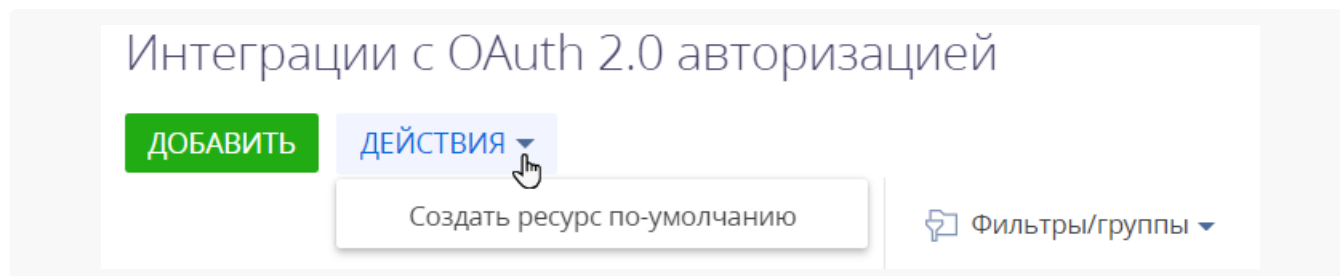 Интеграции с OAuth 2.0 авторизацией
ДОБАВИТЬ ДЕЙСТВИЯ
Создать ресурс по-умолчанию
Фильтры/группы